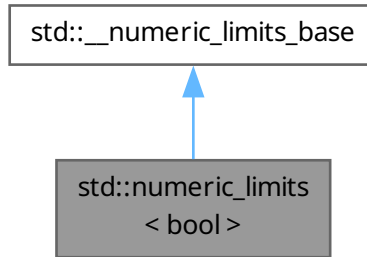 std::__numeric_limits_base
std::numeric_limits
< bool >